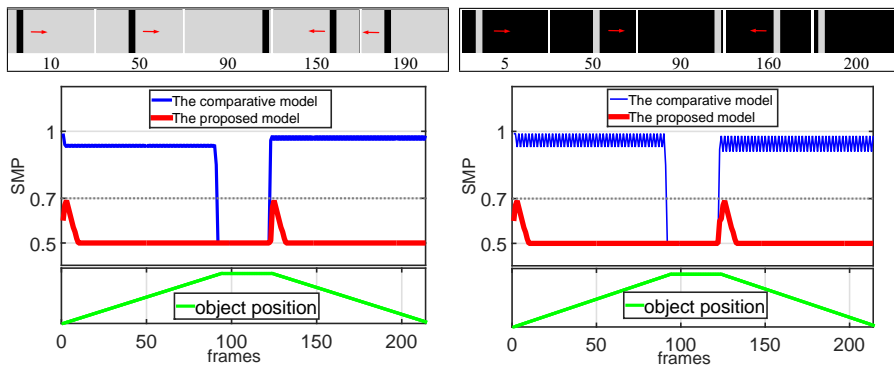 10 50 90 150 190
The comparative model
The proposed model
SMP
1
0.7
0.5
object position
0 50 100 150 200
frames
5 50 90 160 200
The comparative model
The proposed model
SMP
1
0.7
0.5
object position
0 50 100 150 200
frames